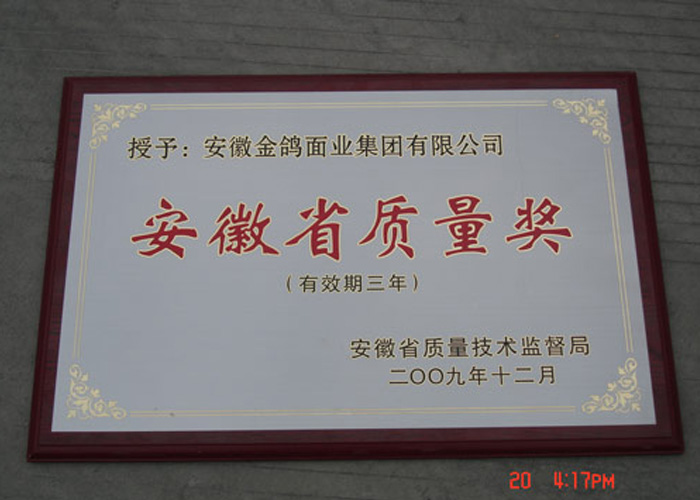 授予：安徽金鸽面业集团有限公司
安徽省质量奖
（有效期三年）
安徽省质量技术监督局
二〇〇九年十二月
20 4:17PM